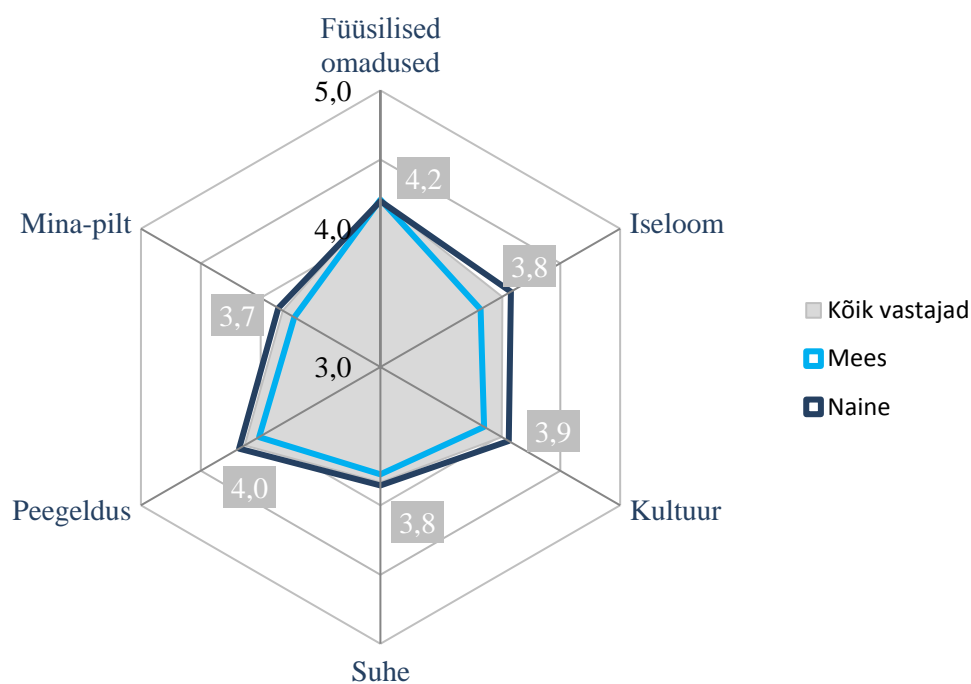 Füüsilised
omadused
5,0
4,2
Mina-pilt
4,0
Iseloom
3,8
3,7
3,0
Kõik vastajad
Mees
Naine
3,9
4,0
Peegeldus
3,8
Kultuur
Suhe